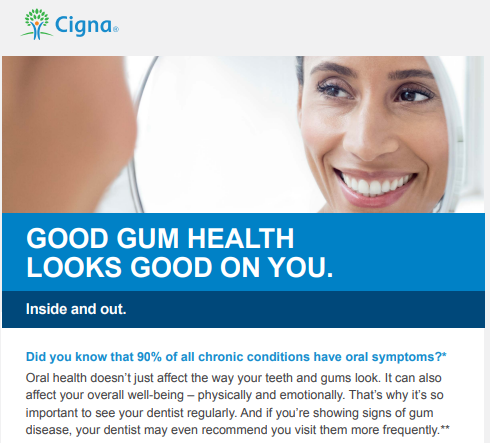 Cigna®
GOOD GUM HEALTH
LOOKS GOOD ON YOU.
Inside and out.
Did you know that 90% of all chronic conditions have oral symptoms?*
Oral health doesn’t just affect the way your teeth and gums look. It can also
affect your overall well-being – physically and emotionally. That’s why it’s so
important to see your dentist regularly. And if you’re showing signs of gum
disease, your dentist may even recommend you visit them more frequently.**